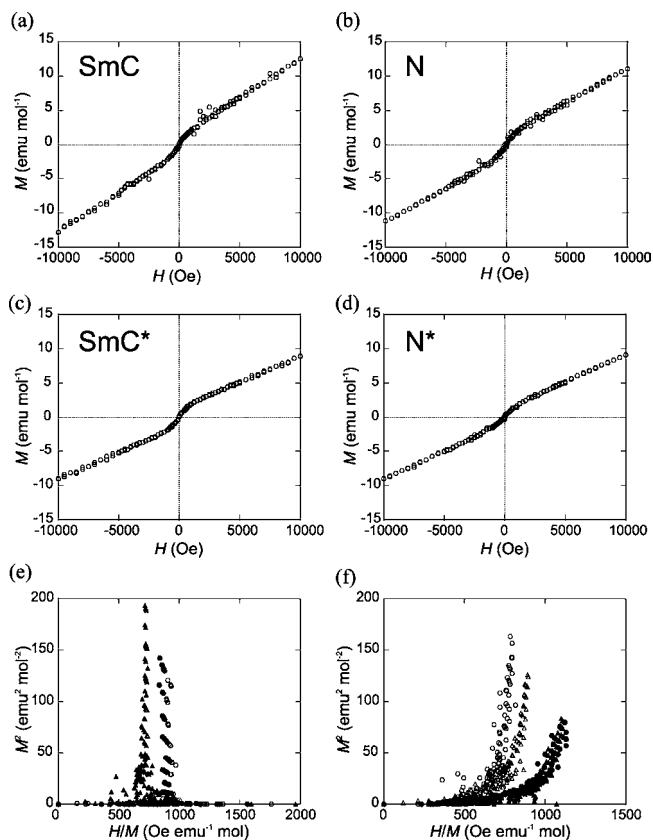 (a)
SmC
15
10
5
0
-5
-10
-15
M (emu mol⁻¹)
-10000 -5000 0 5000 10000
H (Oe)
(b)
N
15
10
5
0
-5
-10
-15
M (emu mol⁻¹)
-10000 -5000 0 5000 10000
H (Oe)
(c)
SmC*
15
10
5
0
-5
-10
-15
M (emu mol⁻¹)
-10000 -5000 0 5000 10000
H (Oe)
(d)
N*
15
10
5
0
-5
-10
-15
M (emu mol⁻¹)
-10000 -5000 0 5000 10000
H (Oe)
(e)
200
150
100
50
0
M² (emu² mol⁻²)
0 500 1000 1500 2000
H/M (Oe emu⁻¹ mol)
(f)
200
150
100
50
0
M² (emu² mol⁻²)
0 500 1000 1500
H/M (Oe emu⁻¹ mol)